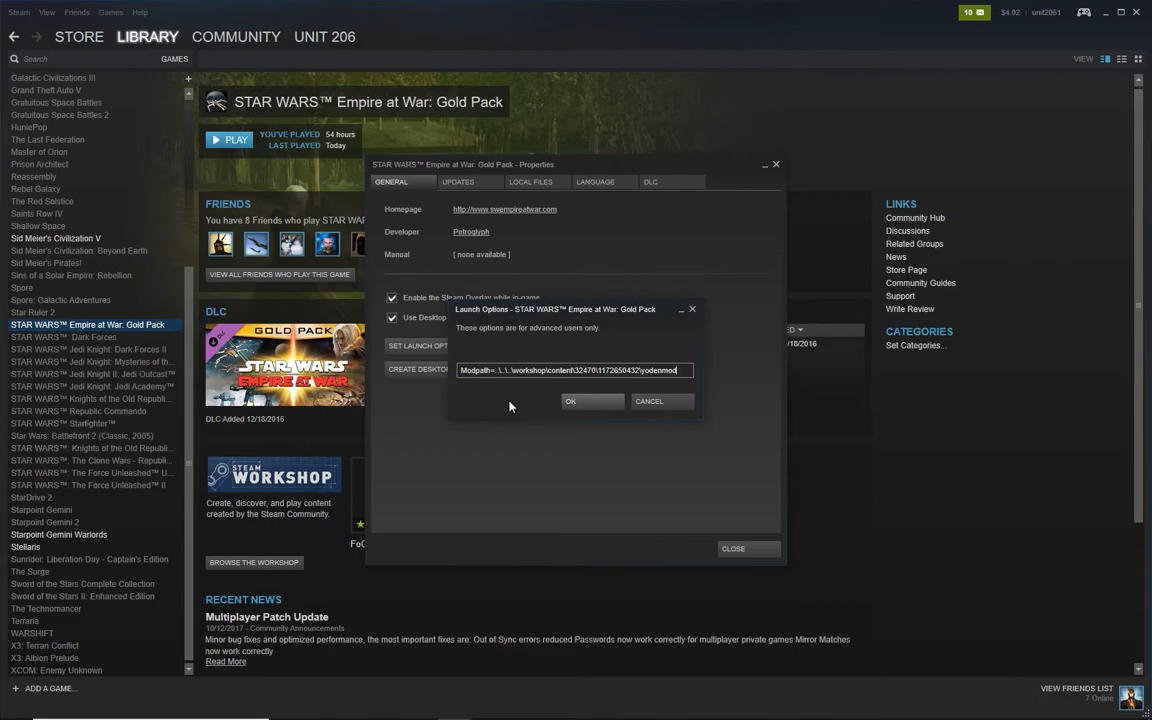 Steam View Friends Games Help
10 $4.02 unit2061
STORE LIBRARY COMMUNITY UNIT 206
Search GAMES VIEW
Galactic Civilizations III
Grand Theft Auto V
Gratuitous Space Battles
Gratuitous Space Battles 2
HuniePop
The Last Federation
Master of Orion
Prison Architect
Reassembly
Rebel Galaxy
The Red Solstice
Saints Row IV
Shallow Space
Sid Meier's Civilization V
Sid Meier's Civilization: Beyond Earth
Sid Meier's Pirates!
Sins of a Solar Empire: Rebellion
Spore
Spore: Galactic Adventures
Star Ruler 2
STAR WARS™ Empire at War: Gold Pack
STAR WARS™: Dark Forces
STAR WARS™ Jedi Knight: Dark Forces II
STAR WARS™ Jedi Knight: Mysteries of th...
STAR WARS™ Jedi Knight II: Jedi Outcast™
STAR WARS™ Jedi Knight: Jedi Academy™
STAR WARS™ Knights of the Old Republi...
STAR WARS™ Republic Commando
STAR WARS™ Starfighter™
Star Wars: Battlefront 2 (Classic, 2005)
STAR WARS™: Knights of the Old Republi...
STAR WARS™: The Clone Wars - Republi...
STAR WARS™: The Force Unleashed™ U...
STAR WARS™: The Force Unleashed™ II
StarDrive 2
Starpoint Gemini
Starpoint Gemini 2
Starpoint Gemini Warlords
Stellaris
Sunrider: Liberation Day - Captain's Edition
The Surge
Sword of the Stars Complete Collection
Sword of the Stars II: Enhanced Edition
The Technomancer
Terraria
WARSHIFT
X3: Terran Conflict
X3: Albion Prelude
XCOM: Enemy Unknown
+ ADD A GAME...
STAR WARS™ Empire at War: Gold Pack
PLAY
YOU'VE PLAYED 54 hours
LAST PLAYED Today
FRIENDS
You have 8 Friends who play STAR WAR
VIEW ALL FRIENDS WHO PLAY THIS GAME
DLC
GOLD PACK
STAR WARS
EMPIRE AT WAR
DLC Added 12/18/2016
STEAM WORKSHOP
Create, discover, and play content
created by the Steam Community.
FoC
BROWSE THE WORKSHOP
RECENT NEWS
Multiplayer Patch Update
10/12/2017 - Community Announcements
Minor bug fixes and optimized performance, the most important fixes are: Out of Sync errors reduced Passwords now work correctly for multiplayer private games Mirror Matches
now work correctly
Read More
STAR WARS™ Empire at War: Gold Pack - Properties
GENERAL UPDATES LOCAL FILES LANGUAGE DLC
Homepage http://www.swempireatwar.com
Developer Petroglyph
Manual [ none available ]
Enable the Steam Overlay while in-game
Use Desktop
SET LAUNCH OPT
CREATE DESKTO
CLOSE
Launch Options - STAR WARS™ Empire at War: Gold Pack
These options are for advanced users only.
Modpath=..\..\..\workshop\content\32470\1172650432\yodenmod
OK CANCEL
ED
/18/2016
LINKS
Community Hub
Discussions
Related Groups
News
Store Page
Community Guides
Support
Write Review
CATEGORIES
Set Categories...
VIEW FRIENDS LIST
7 Online